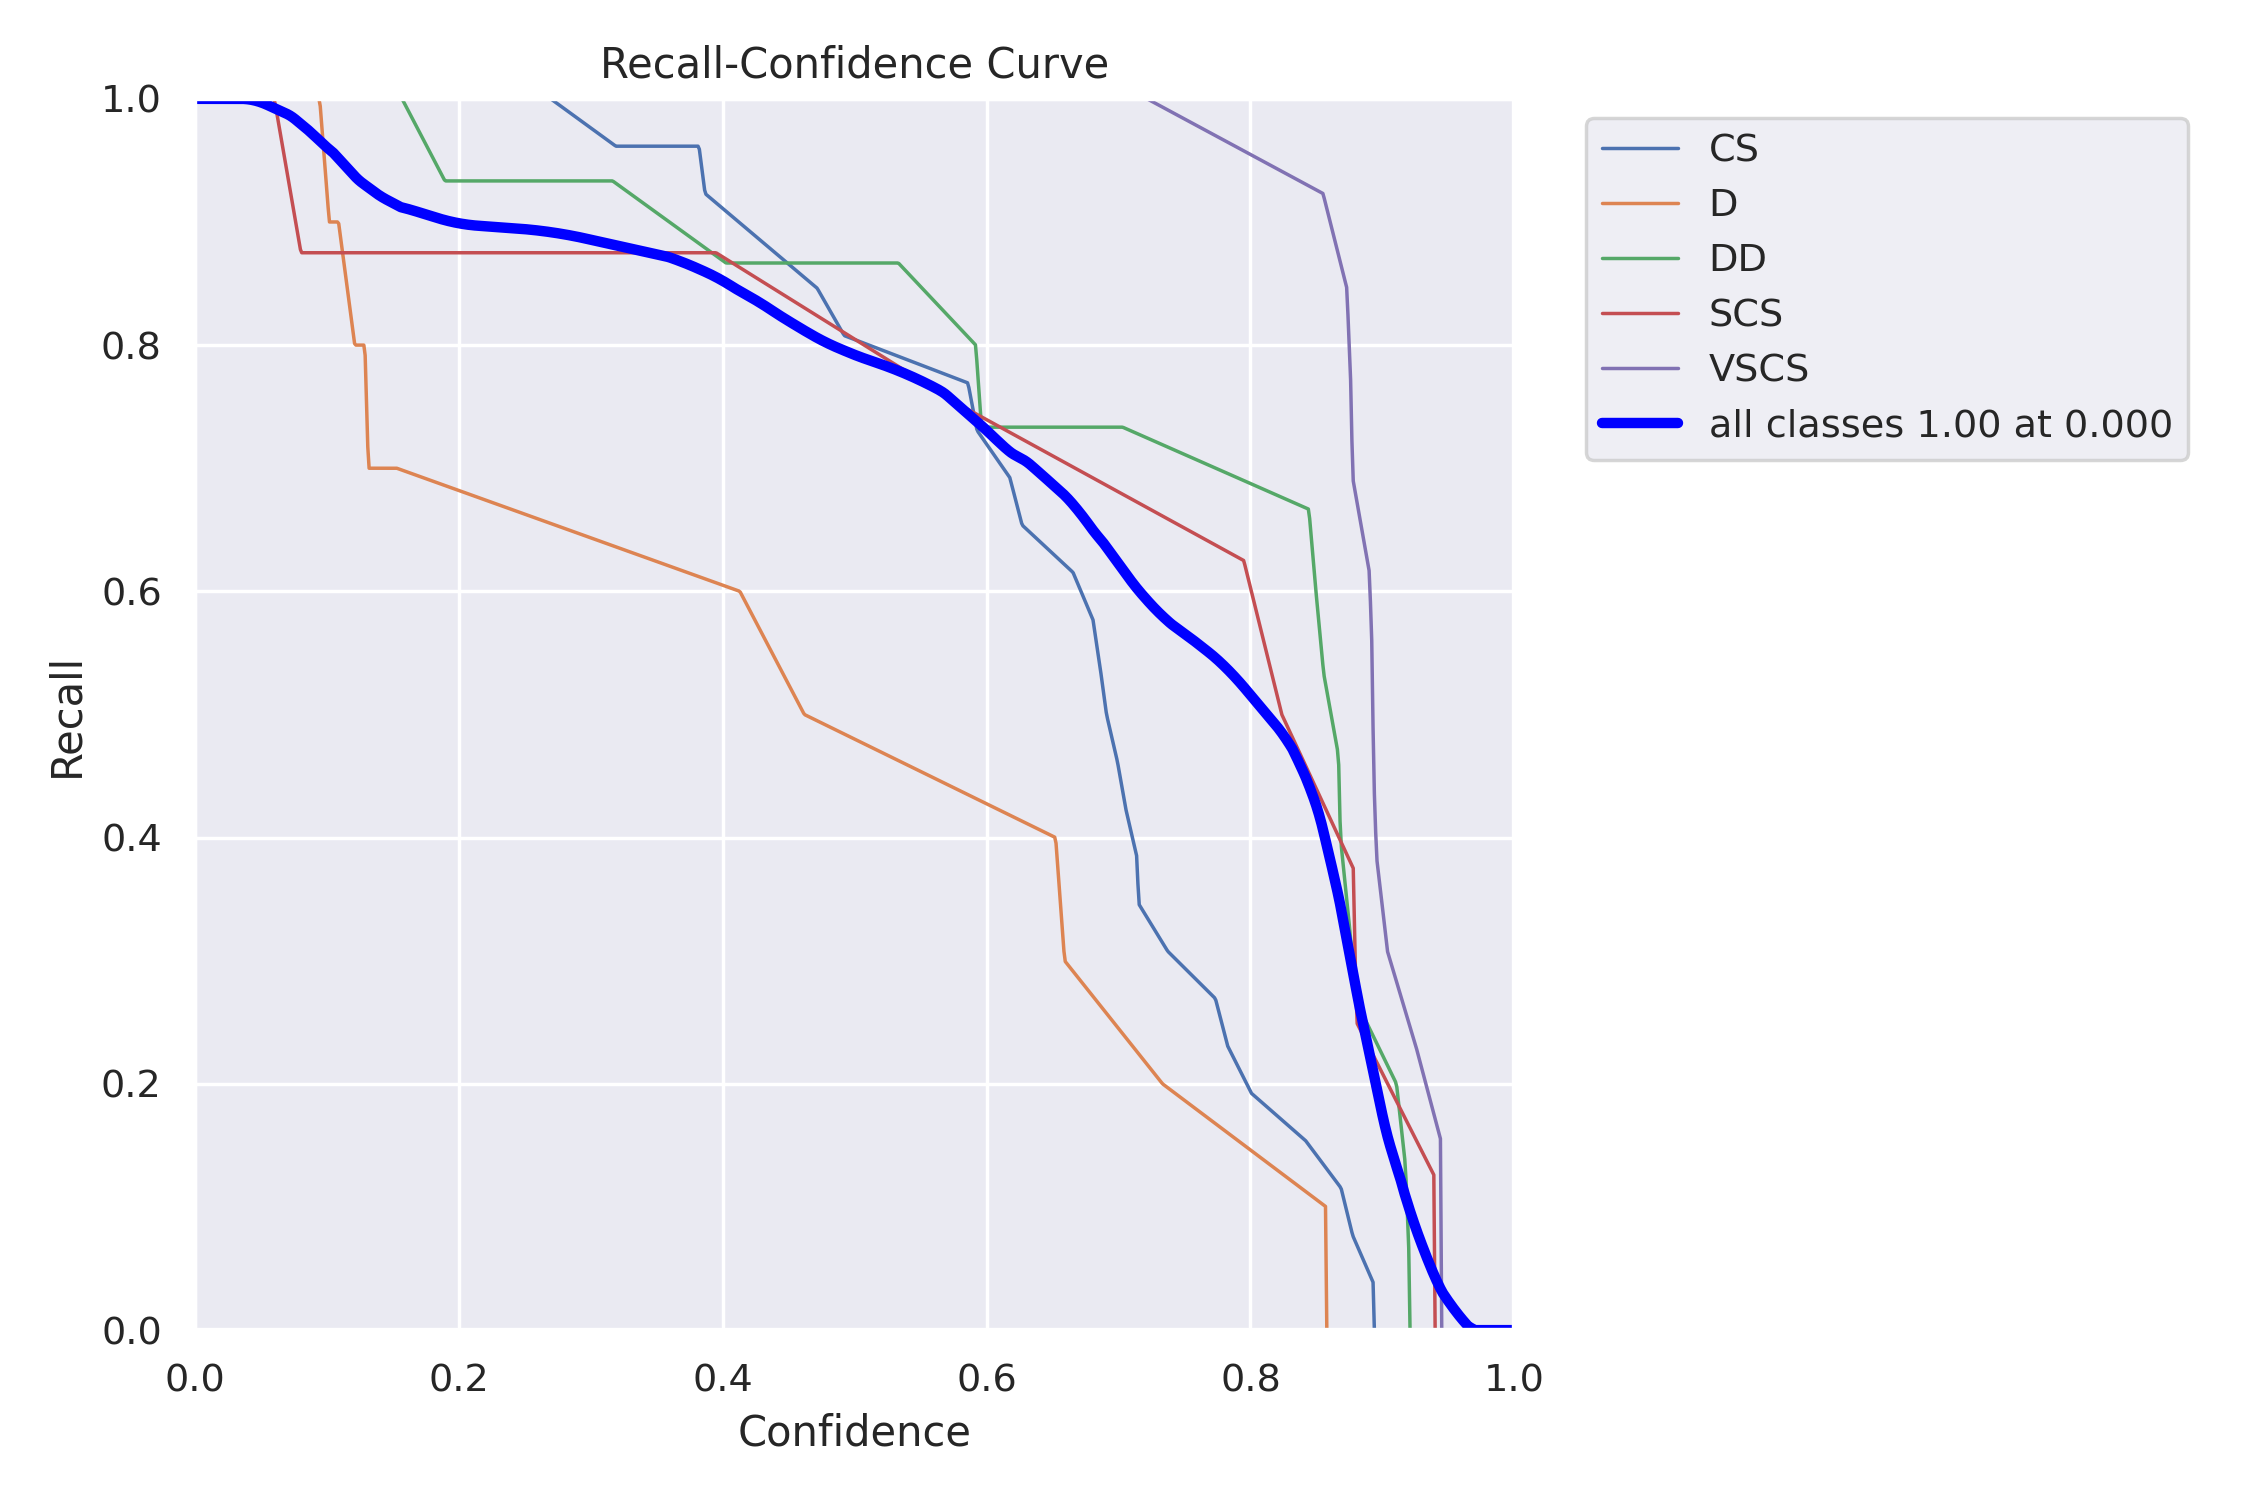 Recall-Confidence Curve
1.0
0.8
0.6
0.4
0.2
0.0
Recall
0.0 0.2 0.4 0.6 0.8 1.0
Confidence
CS
D
DD
SCS
VSCS
all classes 1.00 at 0.000